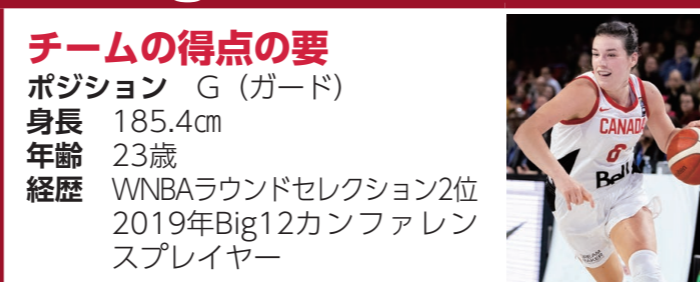 チームの得点の要
ポジション　G（ガード）
身長　185.4㎝
年齢　23歳
経歴　WNBAラウンドセレクション2位
2019年Big12カンファレン
スプレイヤー
CANADA
6
Bell